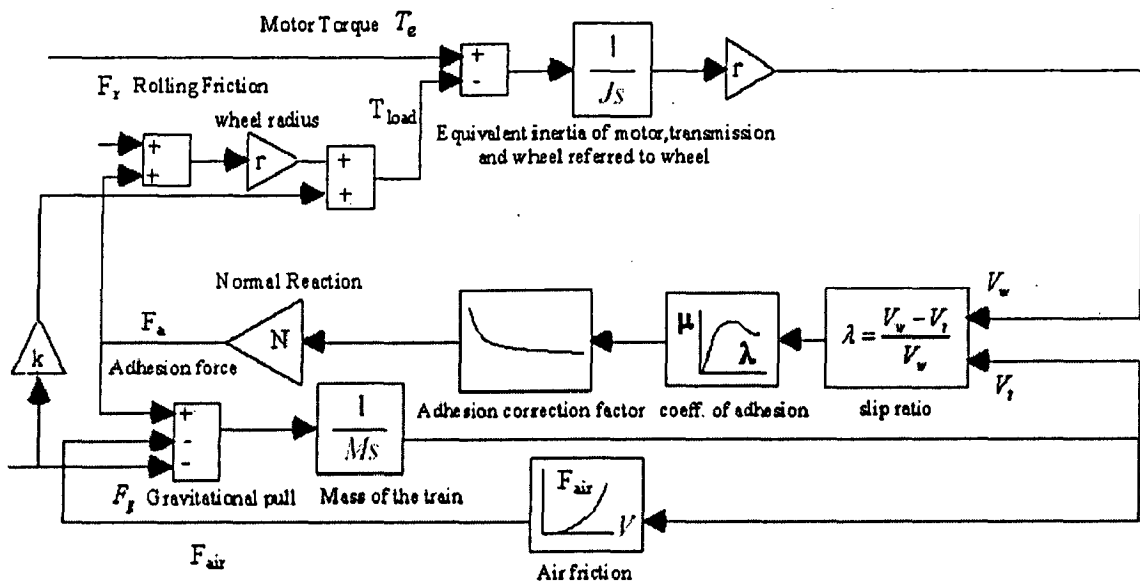 Motor Torque T_e
+
-
1
Js
r
F_r Rolling Friction
T_load
wheel radius
Equivalent inertia of motor,transmission
and wheel referred to wheel
+
+
r
+
+
Normal Reaction
F_a
N
Adhesion force
k
μ
λ
λ = V_w - V_t
V_w
V_w
V_t
Adhesion correction factor
coeff. of adhesion
slip ratio
+
-
-
1
Ms
F_g Gravitational pull
Mass of the train
F_air
V
F_air
Air friction